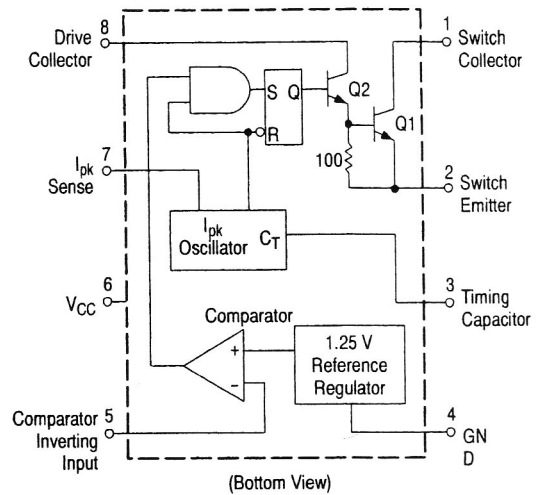 8
Drive
Collector
1
Switch
Collector
S Q
R
Q2
Q1
100
7
Ipk
Sense
2
Switch
Emitter
Ipk
Oscillator
CT
6
VCC
3
Timing
Capacitor
Comparator
+
−
1.25 V
Reference
Regulator
Comparator
Inverting
Input
5
4
GN
D
(Bottom View)